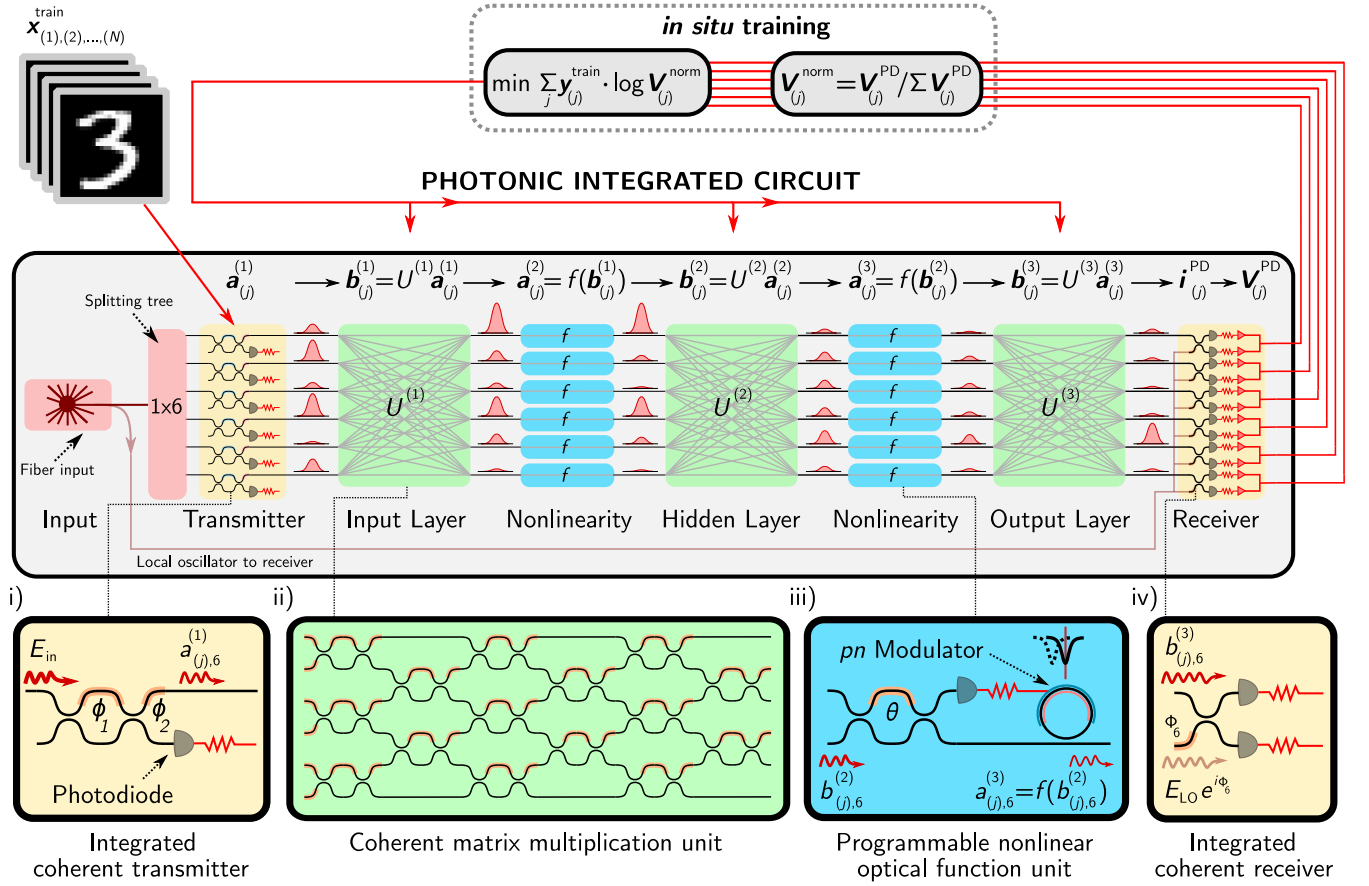 x^train_(1),(2),...,(N)
in situ training
min Σ_j y^train_(j) · log V^norm_(j)
V^norm_(j) = V^PD_(j) / Σ V^PD_(j)
PHOTONIC INTEGRATED CIRCUIT
a^(1)_(j) → b^(1)_(j) = U^(1) a^(1)_(j) → a^(2)_(j) = f(b^(1)_(j)) → b^(2)_(j) = U^(2) a^(2)_(j) → a^(3)_(j) = f(b^(2)_(j)) → b^(3)_(j) = U^(3) a^(3)_(j) → i^PD_(j) → V^PD_(j)
Splitting tree
1x6
Fiber input
U^(1)
f
f
f
f
f
f
U^(2)
f
f
f
f
f
f
U^(3)
Input
Transmitter
Input Layer
Nonlinearity
Hidden Layer
Nonlinearity
Output Layer
Receiver
Local oscillator to receiver
i)
E_in
a^(1)_(j),6
ϕ_1
ϕ_2
Photodiode
Integrated
coherent transmitter
ii)
Coherent matrix multiplication unit
iii)
pn Modulator
θ
b^(2)_(j),6
a^(3)_(j),6 = f(b^(2)_(j),6)
Programmable nonlinear
optical function unit
iv)
b^(3)_(j),6
Φ_6
E_LO e^iΦ_6
Integrated
coherent receiver